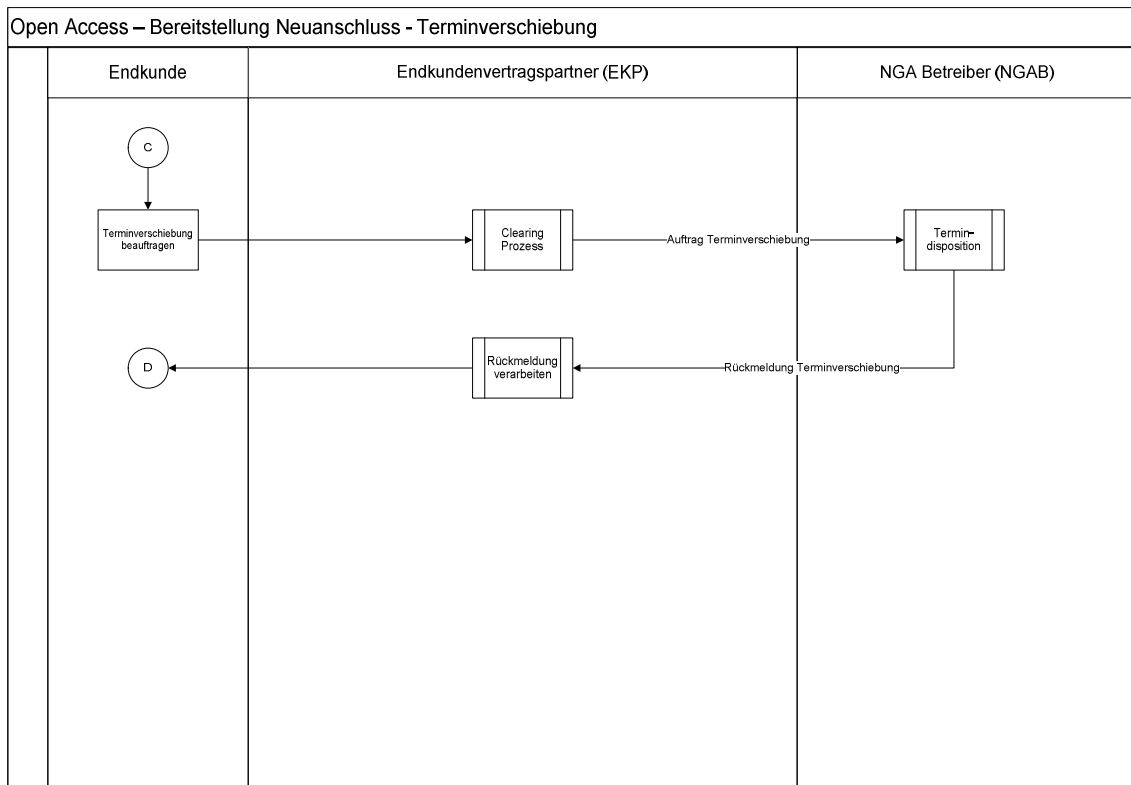 Open Access – Bereitstellung Neuanschluss - Terminverschiebung
Endkunde
Endkundenvertragspartner (EKP)
NGA Betreiber (NGAB)
C
Terminverschiebung
beauftragen
Clearing
Prozess
Auftrag Terminverschiebung
Termin-
disposition
D
Rückmeldung
verarbeiten
Rückmeldung Terminverschiebung